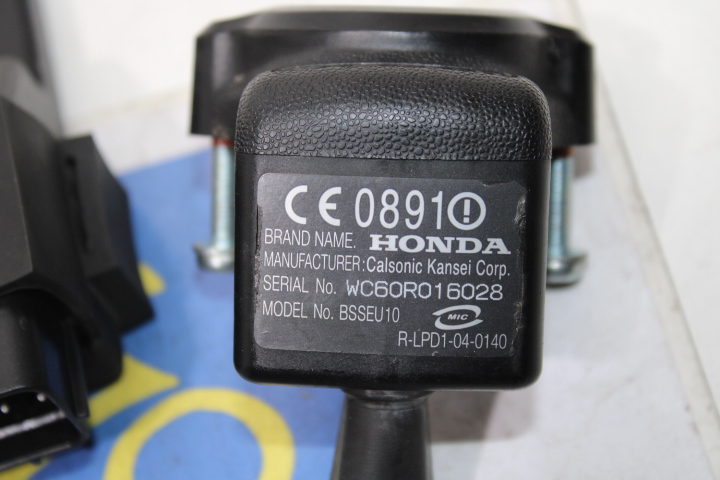 CE 0891
BRAND NAME. HONDA
MANUFACTURER:Calsonic Kansei Corp.
SERIAL No. WC60R016028
MODEL No. BSSEU10
MIC
R-LPD1-04-0140